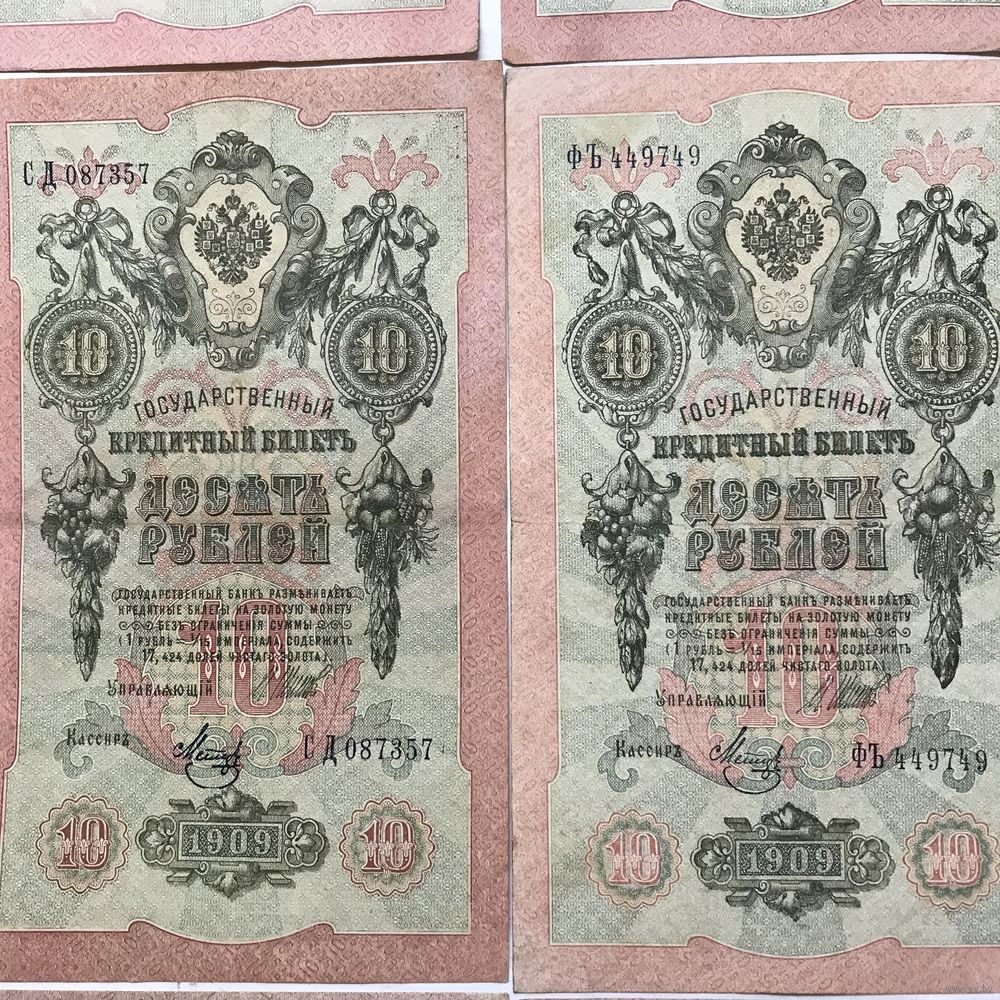 СД 087357
10 10
ГОСУДАРСТВЕННЫЙ
КРЕДИТНЫЙ БИЛЕТЪ
ДЕСЯТЬ
РУБЛЕЙ
ГОСУДАРСТВЕННЫЙ БАНКЪ РАЗМѢНИВАЕТЪ
КРЕДИТНЫЕ БИЛЕТЫ НА ЗОЛОТУЮ МОНЕТУ
БЕЗЪ ОГРАНИЧЕНІЯ СУММЫ
(1 РУБЛЬ = 1/15 ИМПЕРІАЛА, СОДЕРЖИТЪ
17,424 ДОЛЕЙ ЧИСТАГО ЗОЛОТА).
10
УПРАВЛЯЮЩІЙ
КАССИРЪ
СД 087357
10 1909 10
ФЪ 449749
10 10
ГОСУДАРСТВЕННЫЙ
КРЕДИТНЫЙ БИЛЕТЪ
ДЕСЯТЬ
РУБЛЕЙ
ГОСУДАРСТВЕННЫЙ БАНКЪ РАЗМѢНИВАЕТЪ
КРЕДИТНЫЕ БИЛЕТЫ НА ЗОЛОТУЮ МОНЕТУ
БЕЗЪ ОГРАНИЧЕНІЯ СУММЫ
(1 РУБЛЬ = 1/15 ИМПЕРІАЛА, СОДЕРЖИТЪ
17,424 ДОЛЕЙ ЧИСТАГО ЗОЛОТА).
10
УПРАВЛЯЮЩІЙ
КАССИРЪ
ФЪ 449749
10 1909 10
www.ay.by